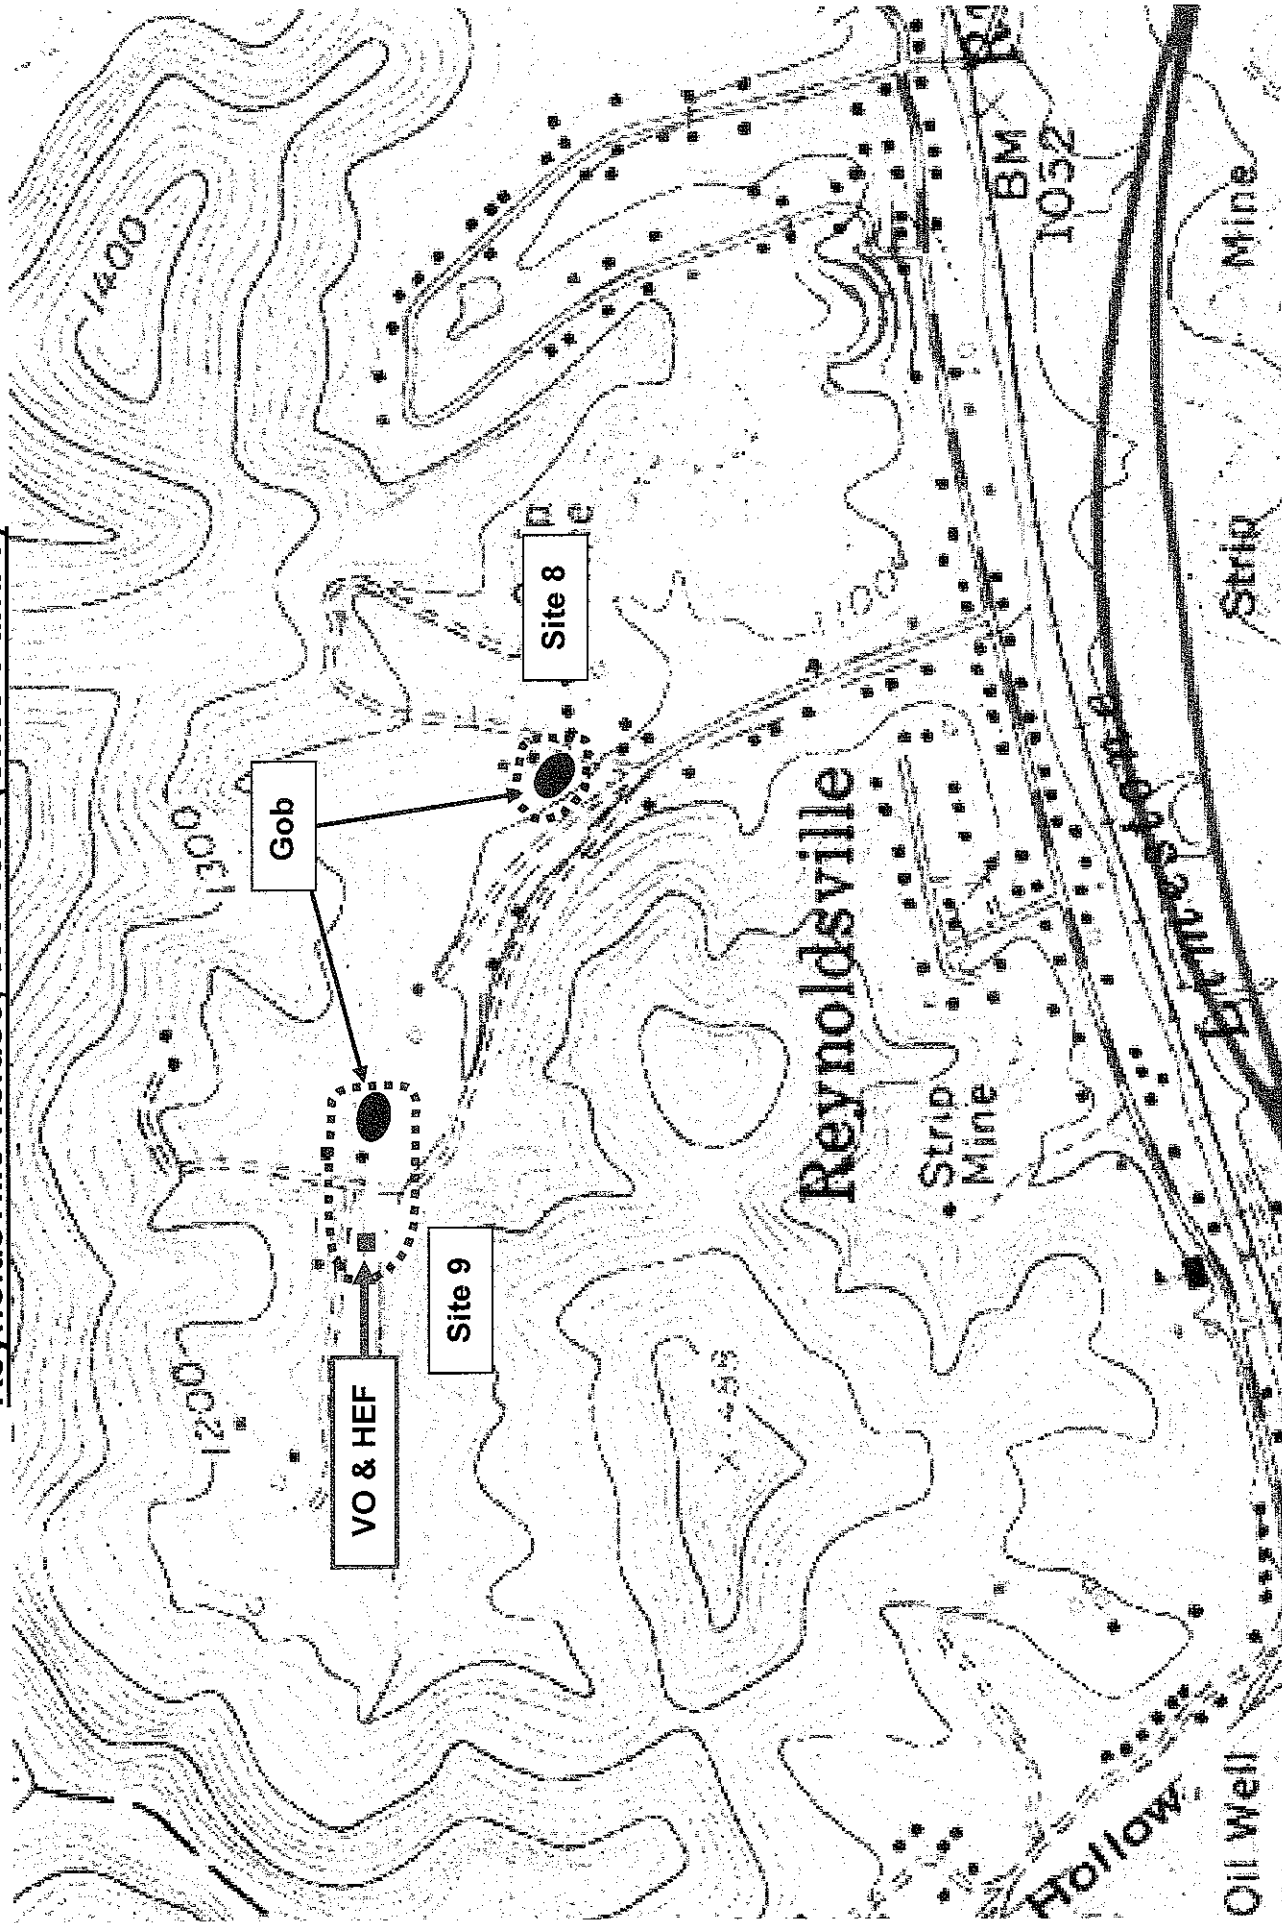 1400
1300
Gob
1200
VO & HEF
Site 9
Site 8
Reynoldsville
Strip
Mine
BM
1052
Strip
Mine
Hollow
Oil Well